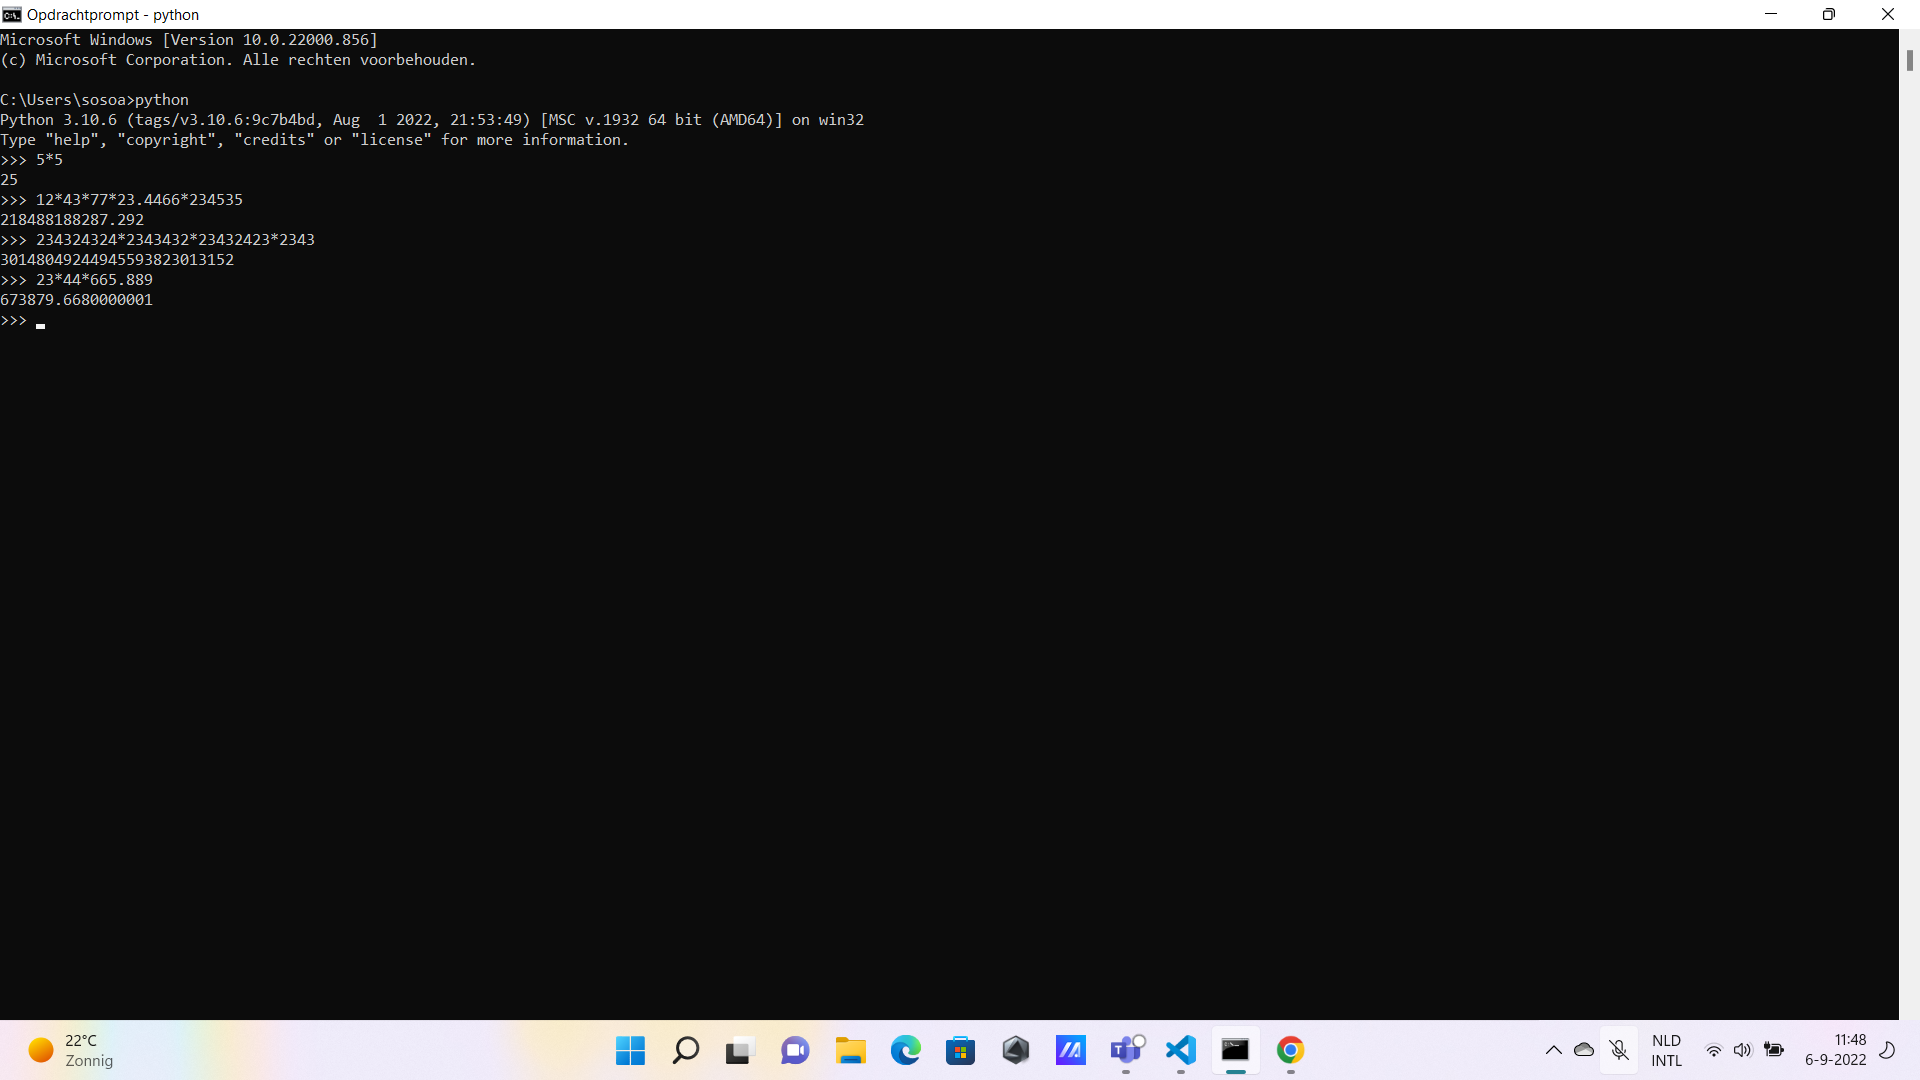 Opdrachtprompt - python
Microsoft Windows [Version 10.0.22000.856]
(c) Microsoft Corporation. Alle rechten voorbehouden.
C:\Users\sosoa>python
Python 3.10.6 (tags/v3.10.6:9c7b4bd, Aug  1 2022, 21:53:49) [MSC v.1932 64 bit (AMD64)] on win32
Type "help", "copyright", "credits" or "license" for more information.
>>> 5*5
25
>>> 12*43*77*23.4466*234535
218488188287.292
>>> 234324324*2343432*23432423*2343
30148049244945593823013152
>>> 23*44*665.889
673879.6680000001
>>>
22°C
Zonnig
NLD
INTL
11:48
6-9-2022